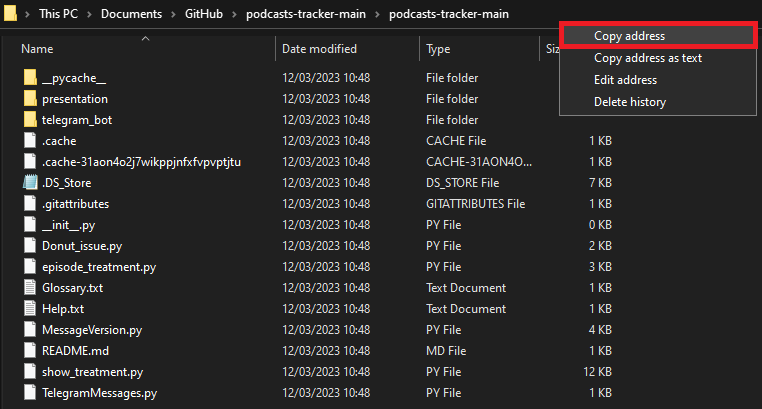 This PC > Documents > GitHub > podcasts-tracker-main > podcasts-tracker-main
Copy address
Copy address as text
Edit address
Delete history
Name Date modified Type
__pycache__ 12/03/2023 10:48 File folder
presentation 12/03/2023 10:48 File folder
telegram_bot 12/03/2023 10:48 File folder
.cache 12/03/2023 10:48 CACHE File 1 KB
.cache-31aon4o2j7wikppjnfxfvpvptjtu 12/03/2023 10:48 CACHE-31AON4O... 1 KB
.DS_Store 12/03/2023 10:48 DS_STORE File 7 KB
.gitattributes 12/03/2023 10:48 GITATTRIBUTES File 1 KB
__init__.py 12/03/2023 10:48 PY File 0 KB
Donut_issue.py 12/03/2023 10:48 PY File 2 KB
episode_treatment.py 12/03/2023 10:48 PY File 3 KB
Glossary.txt 12/03/2023 10:48 Text Document 1 KB
Help.txt 12/03/2023 10:48 Text Document 1 KB
MessageVersion.py 12/03/2023 10:48 PY File 4 KB
README.md 12/03/2023 10:48 MD File 1 KB
show_treatment.py 12/03/2023 10:48 PY File 12 KB
TelegramMessages.py 12/03/2023 10:48 PY File 1 KB